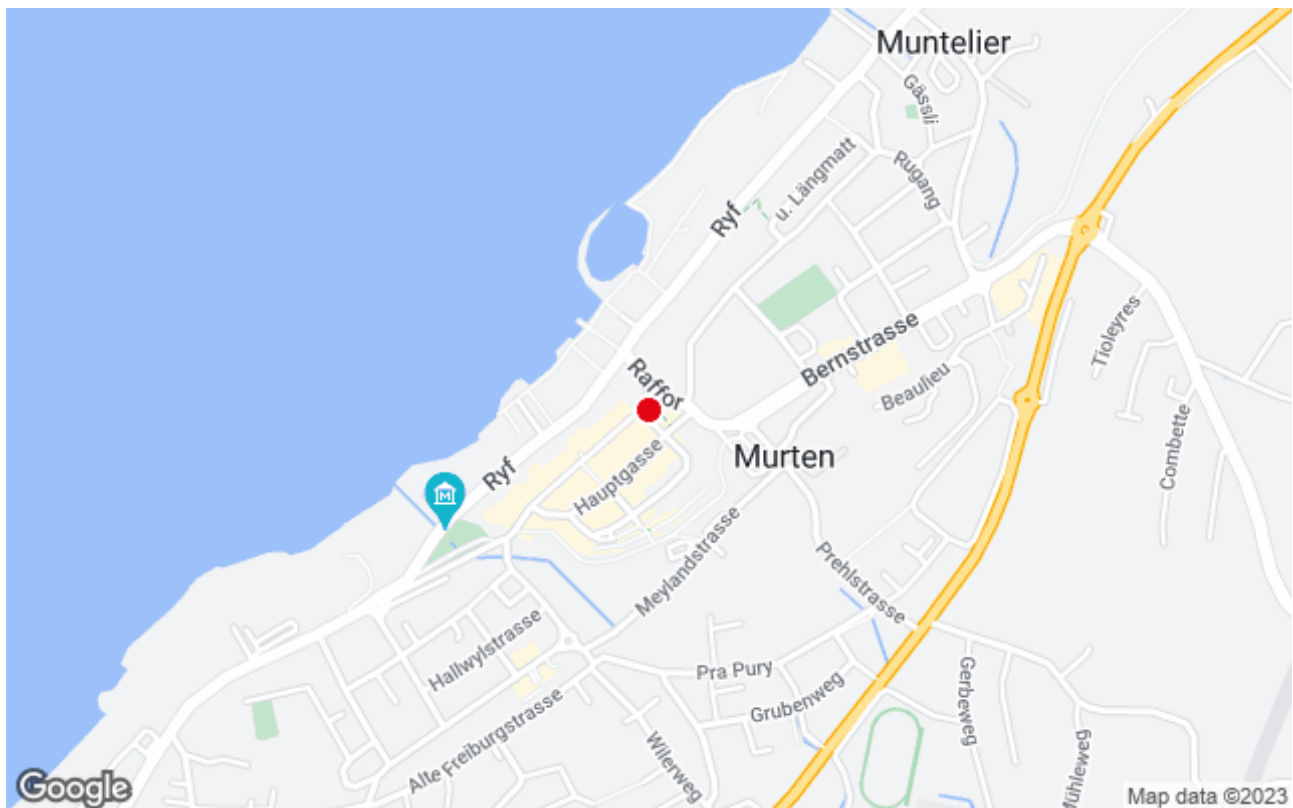 Muntelier
Gässli
Rugang
u. Längmatt
Ryf
Bernstrasse
Tioleyres
Beaulieu
Raffor
Combette
Murten
Hauptgasse
Ryf
M
Meylandstrasse
Prehlstrasse
Hallwylstrasse
Pra Pury
Grubenweg
Gerbeweg
Alte Freiburgstrasse
Wilerweg
Mühleweg
Google
Map data ©2023